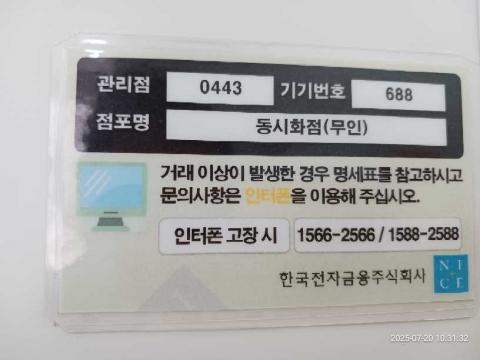 관리점 0443 기기번호 688
점포명 동시화점(무인)
거래 이상이 발생한 경우 명세표를 참고하시고
문의사항은 인터폰을 이용해 주십시오.
인터폰 고장 시 1566-2566 / 1588-2588
한국전자금융주식회사 NICE
2025-07-20 10:31:32